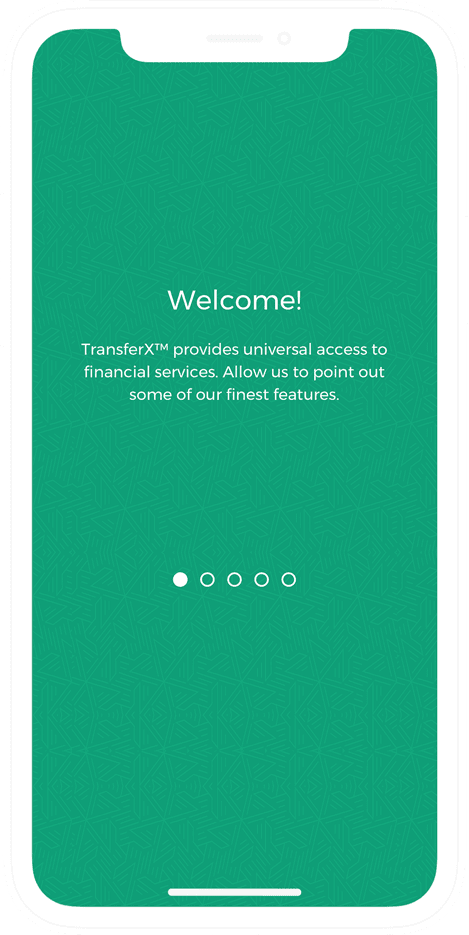 Welcome!
TransferX™ provides universal access to
financial services. Allow us to point out
some of our finest features.